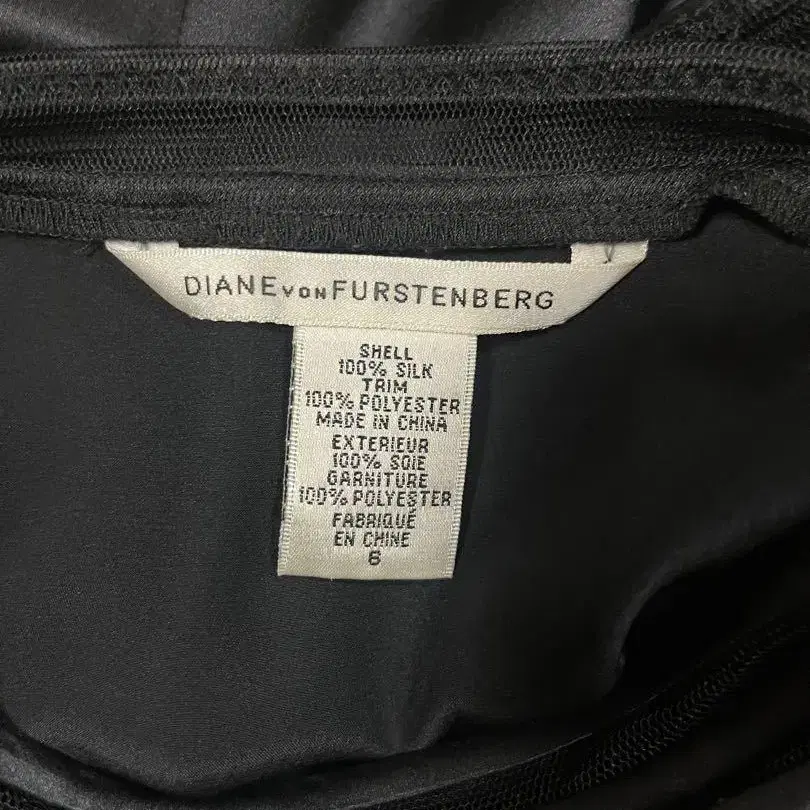 DIANE VON FURSTENBERG
SHELL
100% SILK
TRIM
100% POLYESTER
MADE IN CHINA
EXTERIEUR
100% SOIE
GARNITURE
100% POLYESTER
FABRIQUÉ
EN CHINE
6